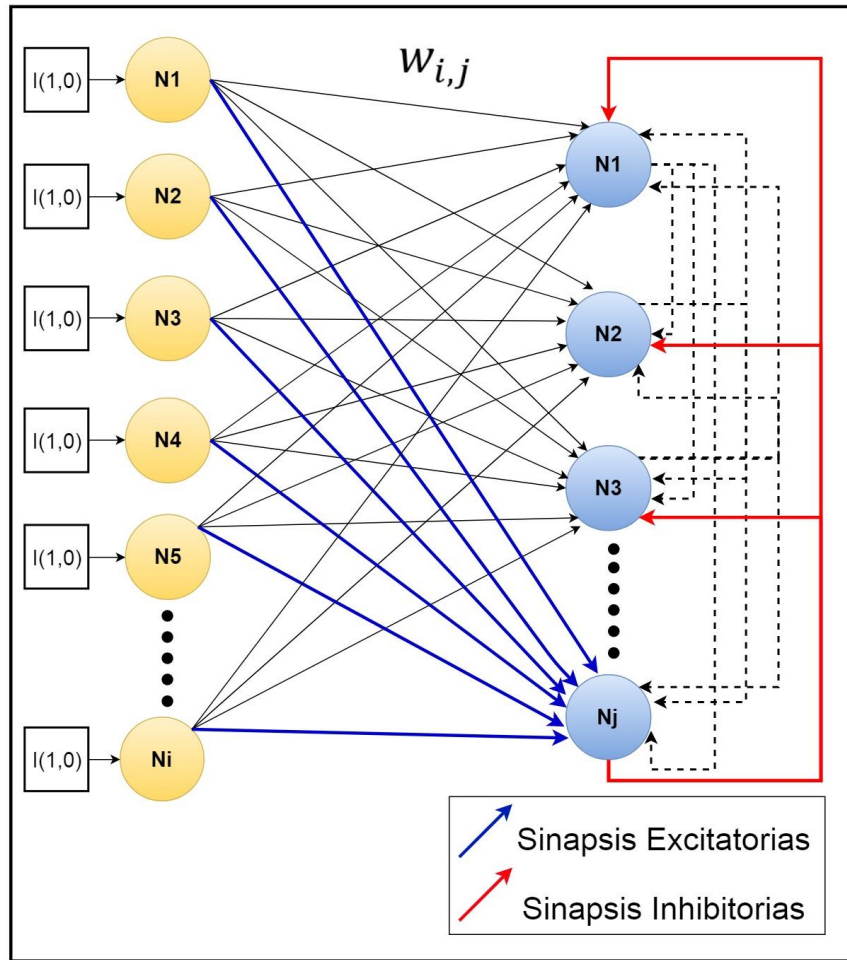 w_{i,j}
I(1,0)
N1
N1
I(1,0)
N2
I(1,0)
N3
N2
I(1,0)
N4
N3
I(1,0)
N5
Nj
I(1,0)
Ni
Sinapsis Excitatorias
Sinapsis Inhibitorias